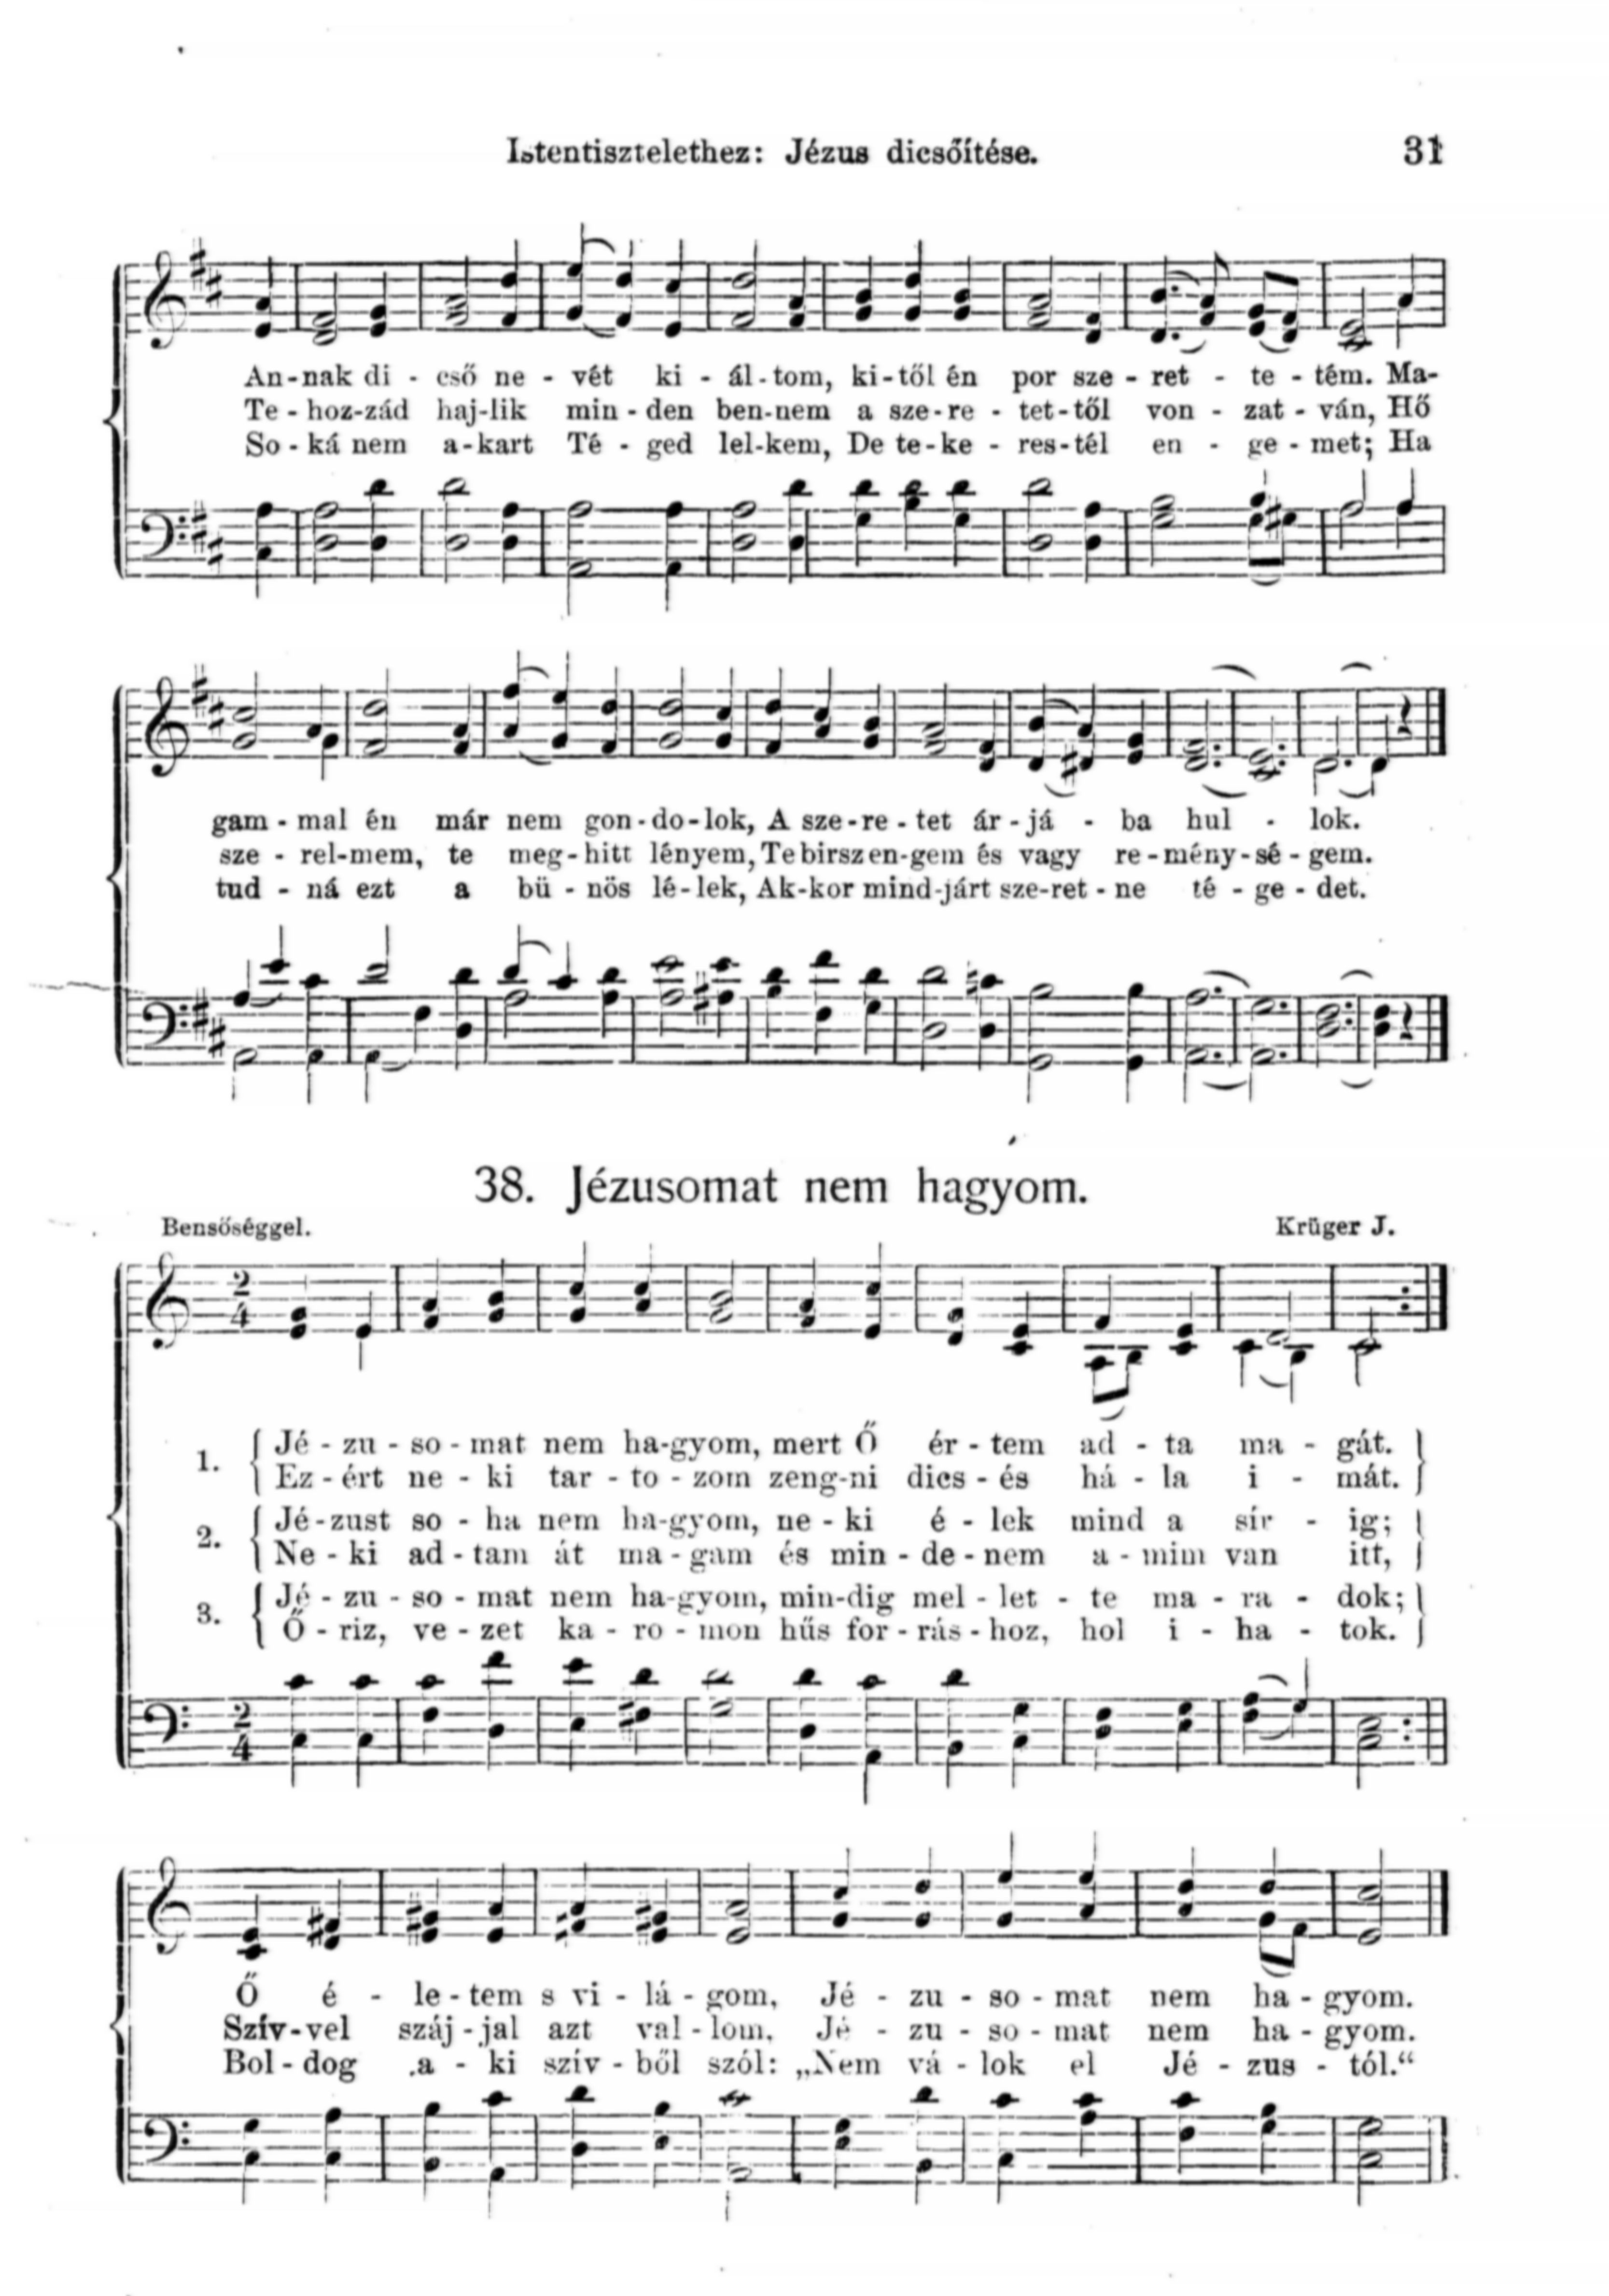 Istentisztelethez: Jézus dicsőítése. 31
An-nak di - cső ne - vét ki - ál-tom, ki-től én por sze - ret - te - tém. Ma-
Te - hoz-zád haj-lik min - den ben-nem a sze-re - tet-től von - zat - ván, Hő
So - ká nem a-kart Té - ged lel-kem, De te-ke - res-tél en - ge - met; Ha
gam - mal én már nem gon-do-lok, A sze-re - tet ár-já - ba hul - lok.
sze - rel-mem, te meg-hitt lényem, Te birsz en-gem és vagy re-mény-sé - gem.
tud - ná ezt a bü - nös lé-lek, Ak-kor mind-járt sze-ret - ne té - ge - det.
38. Jézusomat nem hagyom.
Bensőséggel. Krüger J.
2 4
1. Jé - zu - so - mat nem ha-gyom, mert Ő ér - tem ad - ta ma - gát.
Ez - ért ne - ki tar - to - zom zeng-ni dics - és há - la i - mát.
2. Jé-zust so - ha nem ha-gyom, ne - ki é - lek mind a sír - ig;
Ne - ki ad - tam át ma - gam és min - de - nem a - mim van itt,
3. Jé - zu - so - mat nem ha-gyom, min-dig mel - let - te ma - ra - dok;
Ő - riz, ve - zet ka - ro - mon hűs for - rás - hoz, hol i - ha - tok.
2 4
Ő é - le - tem s vi - lá - gom, Jé - zu - so - mat nem ha - gyom.
Szív-vel száj - jal azt val - lom, Jé - zu - so - mat nem ha - gyom.
Bol - dog a - ki szív - ből szól: „Nem vá - lok el Jé - zus - tól.“